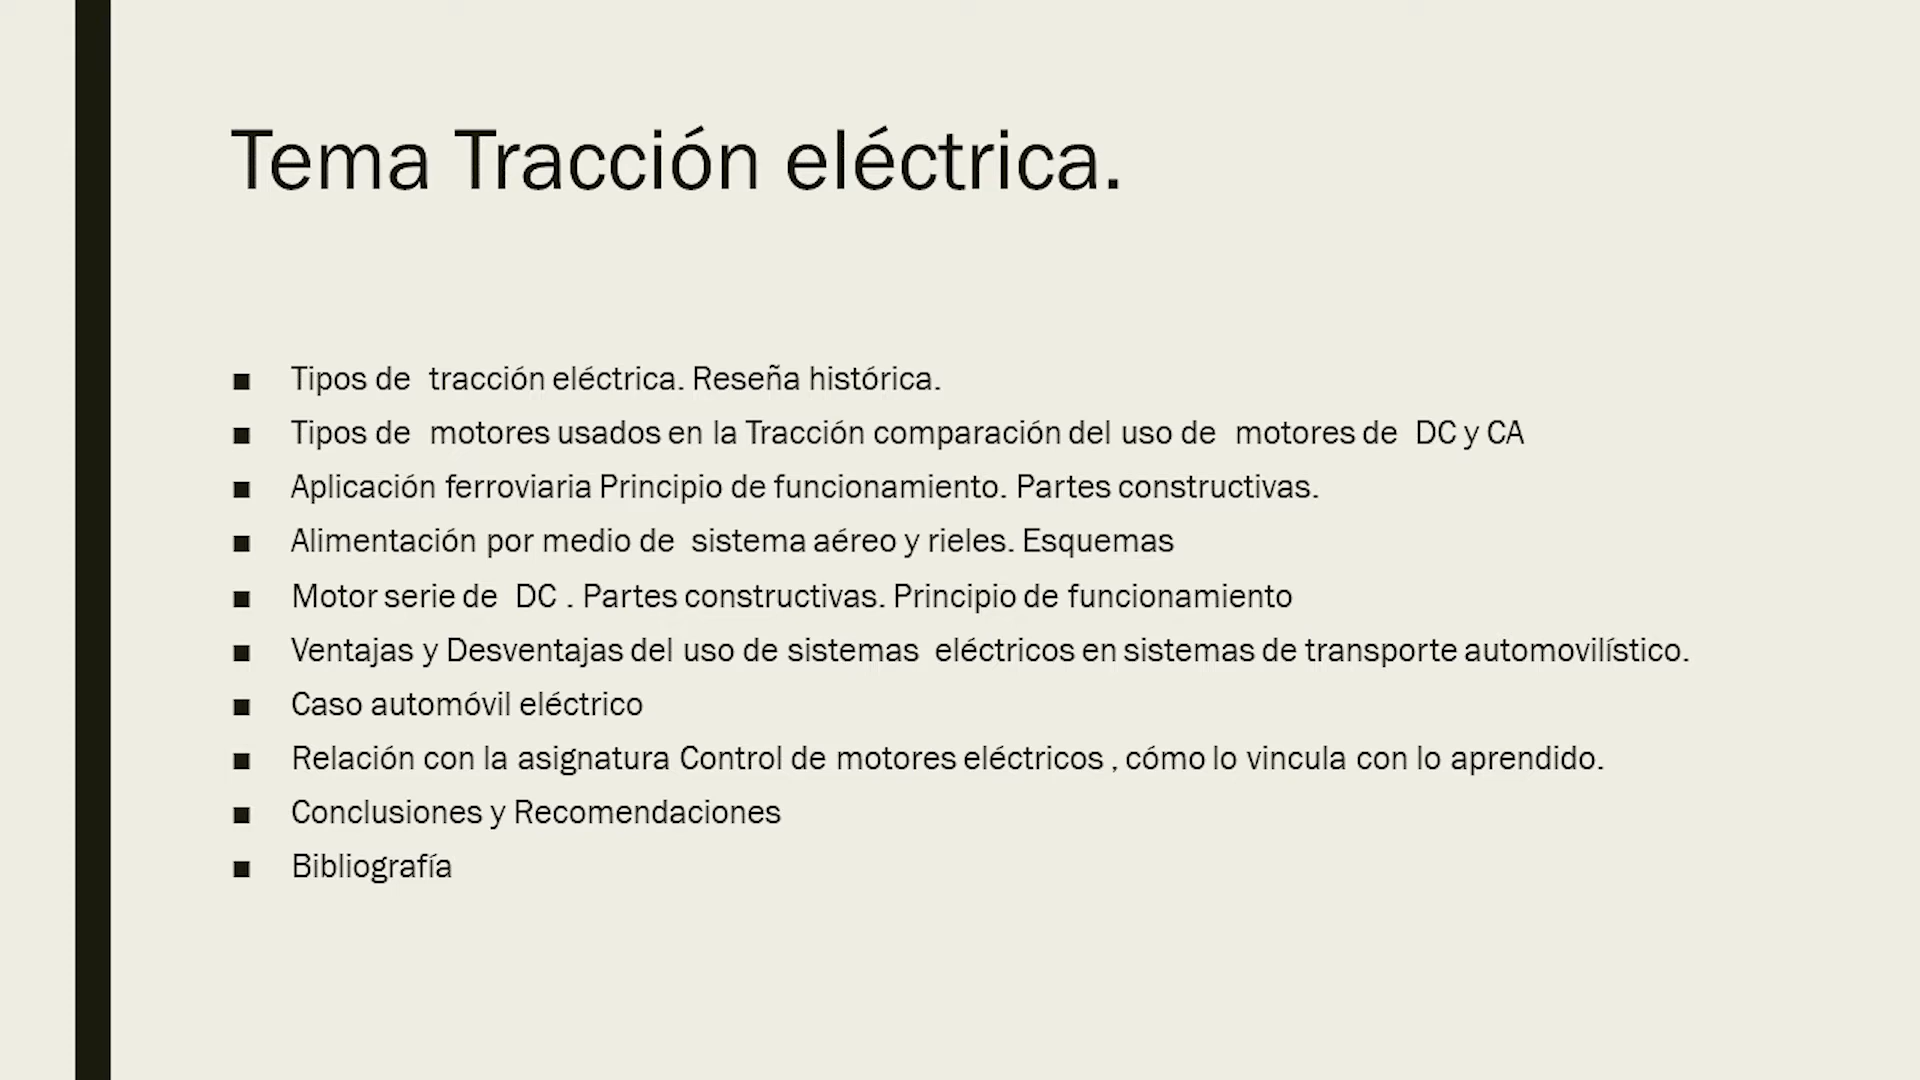 Tema Tracción eléctrica.
■ Tipos de tracción eléctrica. Reseña histórica.
■ Tipos de motores usados en la Tracción comparación del uso de motores de DC y CA
■ Aplicación ferroviaria Principio de funcionamiento. Partes constructivas.
■ Alimentación por medio de sistema aéreo y rieles. Esquemas
■ Motor serie de DC . Partes constructivas. Principio de funcionamiento
■ Ventajas y Desventajas del uso de sistemas eléctricos en sistemas de transporte automovilístico.
■ Caso automóvil eléctrico
■ Relación con la asignatura Control de motores eléctricos , cómo lo vincula con lo aprendido.
■ Conclusiones y Recomendaciones
■ Bibliografía